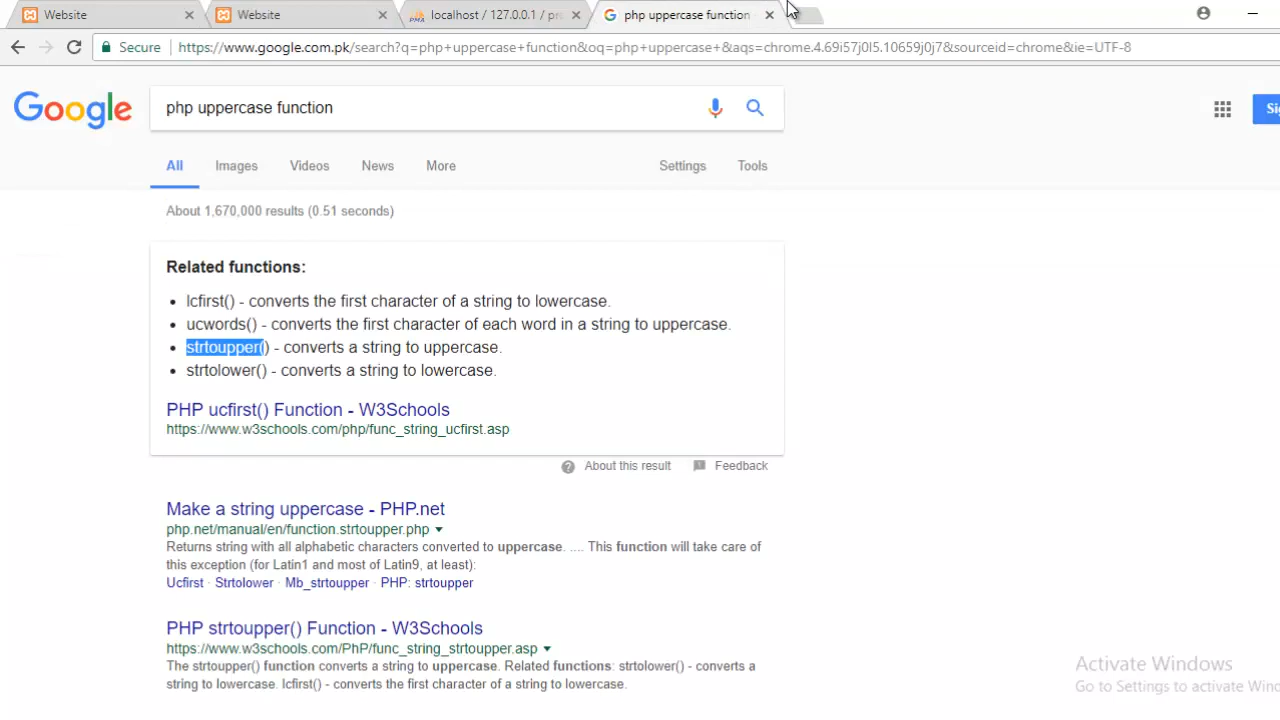 Website
Website
localhost / 127.0.0.1 / pr
php uppercase function
Secure https://www.google.com.pk/search?q=php+uppercase+function&oq=php+uppercase+&aqs=chrome.4.69i57j0l5.10659j0j7&sourceid=chrome&ie=UTF-8
Google
php uppercase function
Si
All Images Videos News More Settings Tools
About 1,670,000 results (0.51 seconds)
Related functions:
• lcfirst() - converts the first character of a string to lowercase.
• ucwords() - converts the first character of each word in a string to uppercase.
• strtoupper() - converts a string to uppercase.
• strtolower() - converts a string to lowercase.
PHP ucfirst() Function - W3Schools
https://www.w3schools.com/php/func_string_ucfirst.asp
About this result Feedback
Make a string uppercase - PHP.net
php.net/manual/en/function.strtoupper.php
Returns string with all alphabetic characters converted to uppercase. .... This function will take care of
this exception (for Latin1 and most of Latin9, at least):
Ucfirst · Strtolower · Mb_strtoupper · PHP: strtoupper
PHP strtoupper() Function - W3Schools
https://www.w3schools.com/PhP/func_string_strtoupper.asp
The strtoupper() function converts a string to uppercase. Related functions: strtolower() - converts a
string to lowercase. lcfirst() - converts the first character of a string to lowercase.
Activate Windows
Go to Settings to activate Win